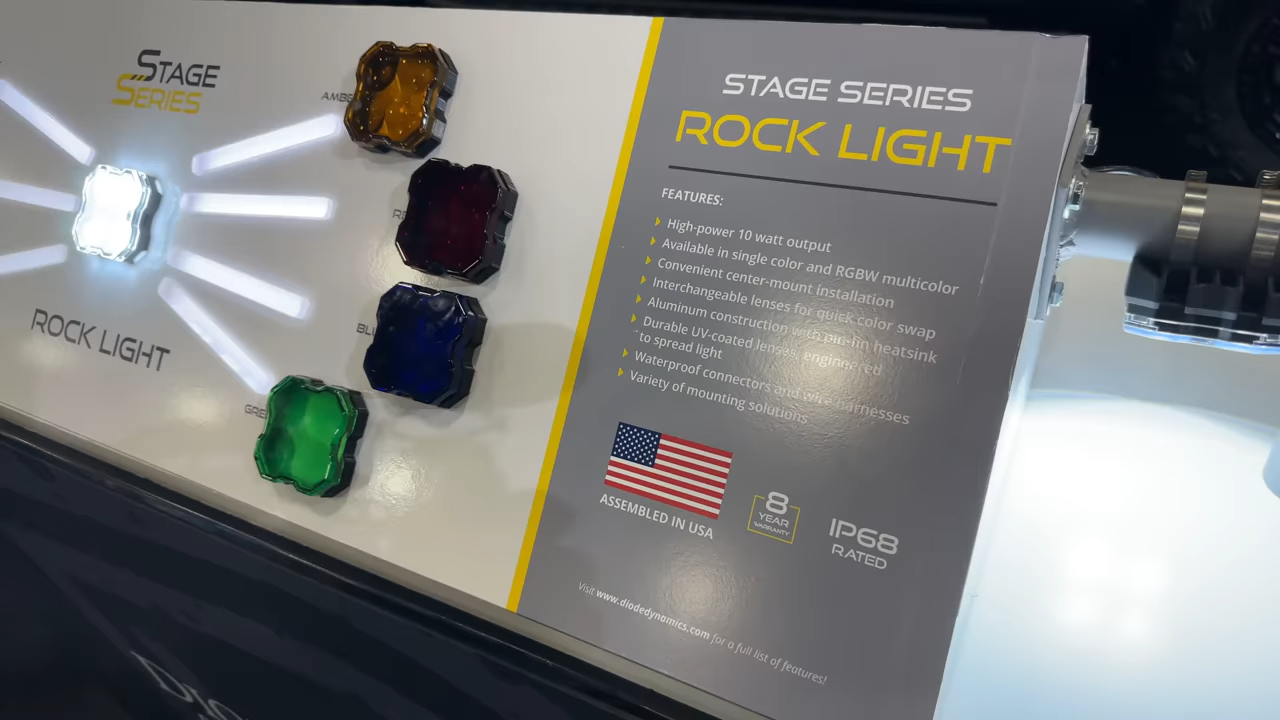 STAGE
SERIES
ROCK LIGHT
STAGE SERIES
ROCK LIGHT
FEATURES:
High-power 10 watt output
Available in single color and RGBW multicolor
Convenient center-mount installation
Interchangeable lenses for quick color swap
Aluminum construction with pin-fin heatsink
Durable UV-coated lenses, engineered
to spread light
Waterproof connectors and wire harnesses
Variety of mounting solutions
ASSEMBLED IN USA
8
YEAR
WARRANTY
IP68
RATED
Visit www.diodedynamics.com for a full list of features!